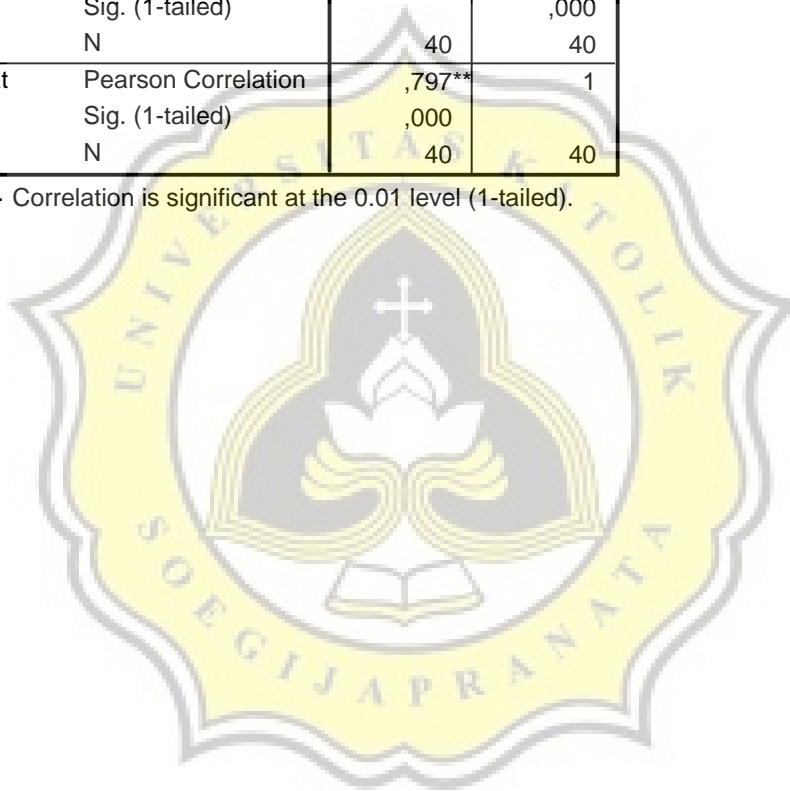 Sig. (1-tailed) ,000
N 40 40
Pearson Correlation ,797** 1
Sig. (1-tailed) ,000
N 40 40
Correlation is significant at the 0.01 level (1-tailed).
UNIVERSITAS KATOLIK
SOEGIJAPRANATA